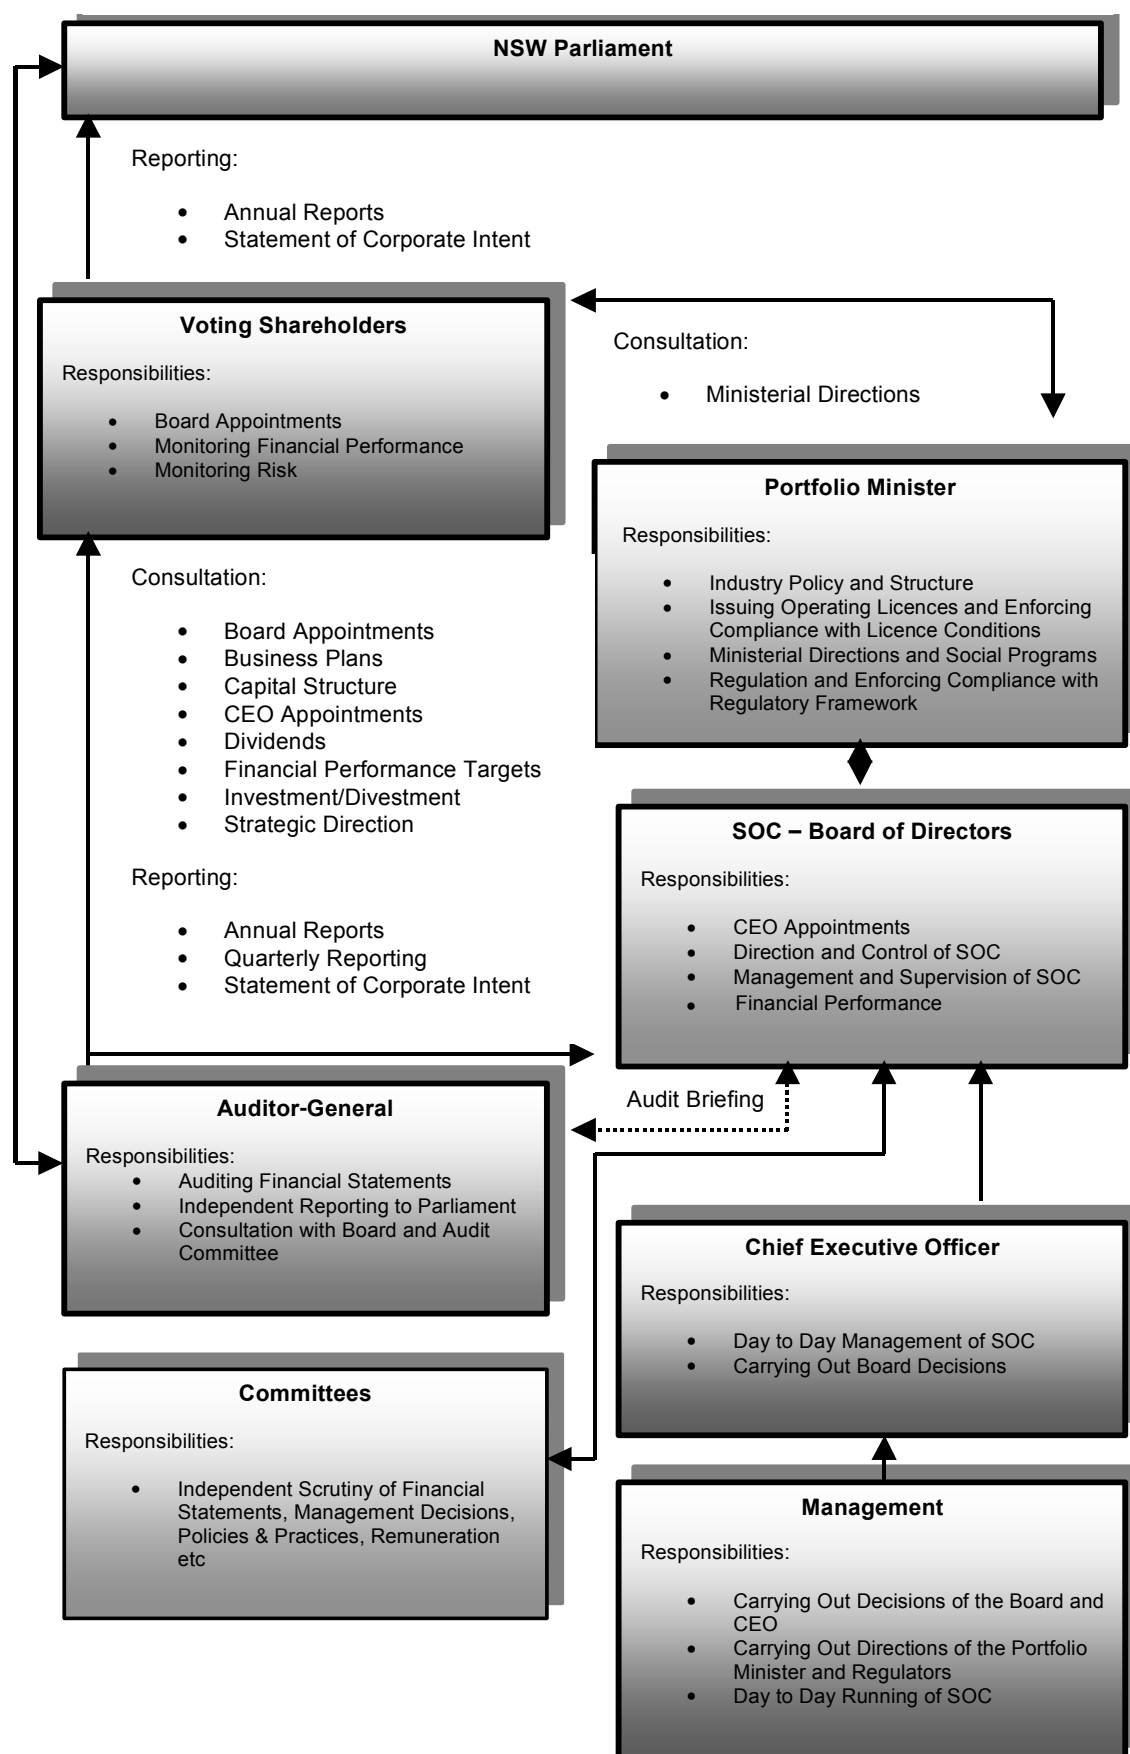 NSW Parliament
Reporting:
• Annual Reports
• Statement of Corporate Intent
Voting Shareholders
Responsibilities:
• Board Appointments
• Monitoring Financial Performance
• Monitoring Risk
Consultation:
• Ministerial Directions
Portfolio Minister
Responsibilities:
• Industry Policy and Structure
• Issuing Operating Licences and Enforcing
Compliance with Licence Conditions
• Ministerial Directions and Social Programs
• Regulation and Enforcing Compliance with
Regulatory Framework
Consultation:
• Board Appointments
• Business Plans
• Capital Structure
• CEO Appointments
• Dividends
• Financial Performance Targets
• Investment/Divestment
• Strategic Direction
Reporting:
• Annual Reports
• Quarterly Reporting
• Statement of Corporate Intent
SOC – Board of Directors
Responsibilities:
• CEO Appointments
• Direction and Control of SOC
• Management and Supervision of SOC
• Financial Performance
Audit Briefing
Auditor-General
Responsibilities:
• Auditing Financial Statements
• Independent Reporting to Parliament
• Consultation with Board and Audit
Committee
Chief Executive Officer
Responsibilities:
• Day to Day Management of SOC
• Carrying Out Board Decisions
Committees
Responsibilities:
• Independent Scrutiny of Financial
Statements, Management Decisions,
Policies & Practices, Remuneration
etc
Management
Responsibilities:
• Carrying Out Decisions of the Board and
CEO
• Carrying Out Directions of the Portfolio
Minister and Regulators
• Day to Day Running of SOC